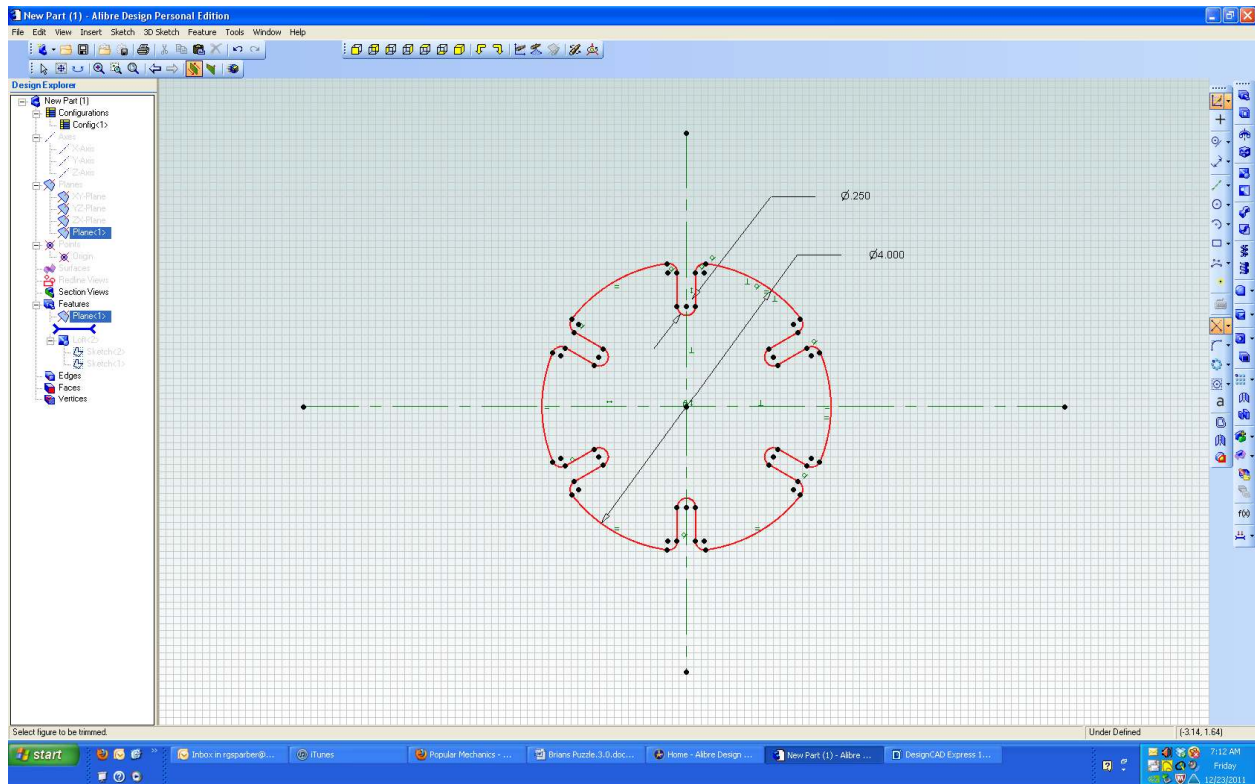 New Part (1) - Alibre Design Personal Edition
File Edit View Insert Sketch 3D Sketch Feature Tools Window Help
Design Explorer
New Part (1)
Configurations
Config<1>
Axes
X-Axis
Y-Axis
Z-Axis
Planes
XY-Plane
YZ-Plane
ZX-Plane
Plane<1>
Points
Origin
Surfaces
Redline Views
Section Views
Features
Plane<1>
Loft<2>
Sketch<2>
Sketch<1>
Edges
Faces
Vertices
Ø.250
Ø4.000
a
f(x)
Select figure to be trimmed.
Under Defined
(-3.14, 1.64)
start
Inbox in rgsparber@...
iTunes
Popular Mechanics - ...
Brians Puzzle.3.0.doc...
Home - Alibre Design ...
New Part (1) - Alibre ...
DesignCAD Express 1...
7:12 AM
Friday
12/23/2011